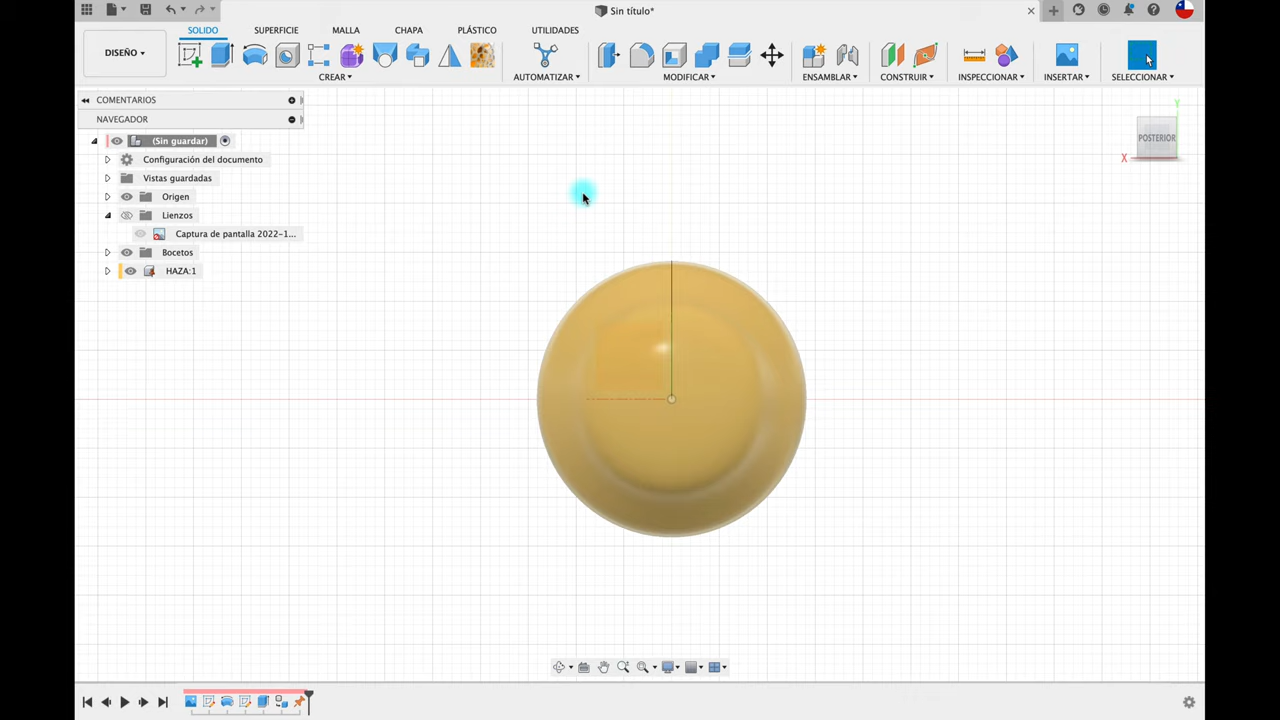 Sin título*
SOLIDO
SUPERFICIE
MALLA
CHAPA
PLÁSTICO
UTILIDADES
DISEÑO
CREAR
AUTOMATIZAR
MODIFICAR
ENSAMBLAR
CONSTRUIR
INSPECCIONAR
INSERTAR
SELECCIONAR
COMENTARIOS
NAVEGADOR
(Sin guardar)
Configuración del documento
Vistas guardadas
Origen
Lienzos
Captura de pantalla 2022-1...
Bocetos
HAZA:1
Y
POSTERIOR
X